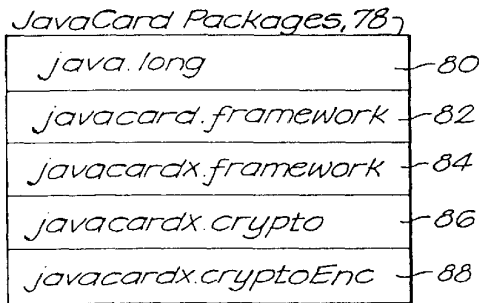 JavaCard Packages, 78
java.long 80
javacard.framework 82
javacardx.framework 84
javacardx.crypto 86
javacardx.cryptoEnc 88